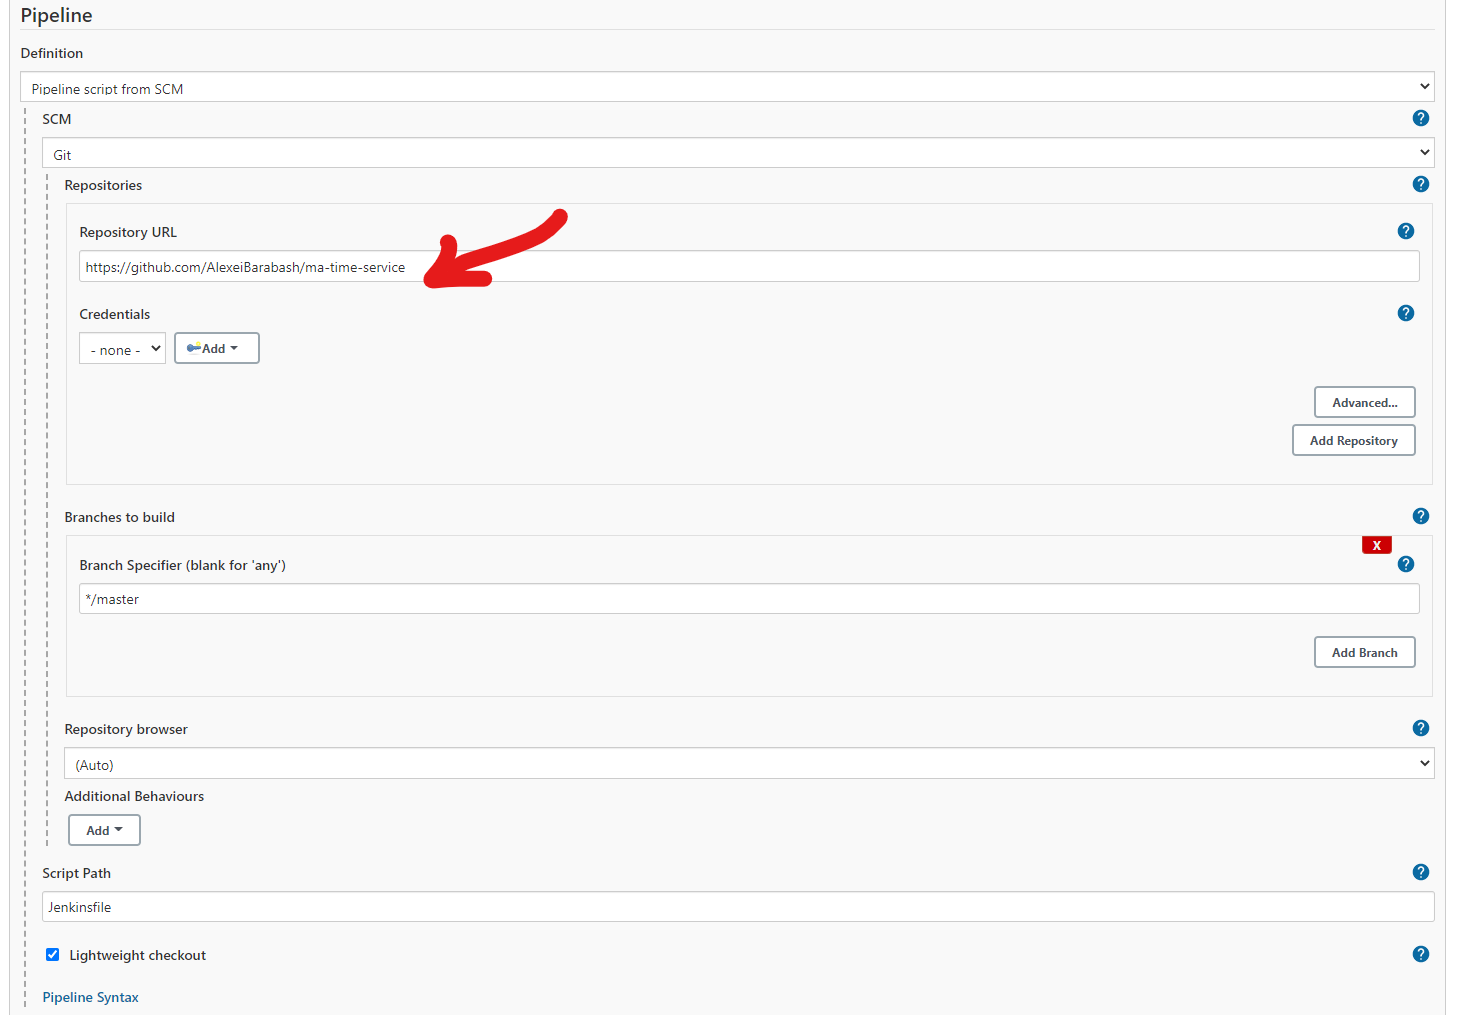 Pipeline
Definition
Pipeline script from SCM
SCM
?
Git
Repositories
?
Repository URL
?
https://github.com/AlexeiBarabash/ma-time-service
Credentials
?
- none -
Add
Advanced...
Add Repository
Branches to build
?
X
Branch Specifier (blank for 'any')
?
*/master
Add Branch
Repository browser
?
(Auto)
Additional Behaviours
Add
Script Path
?
Jenkinsfile
Lightweight checkout
?
Pipeline Syntax